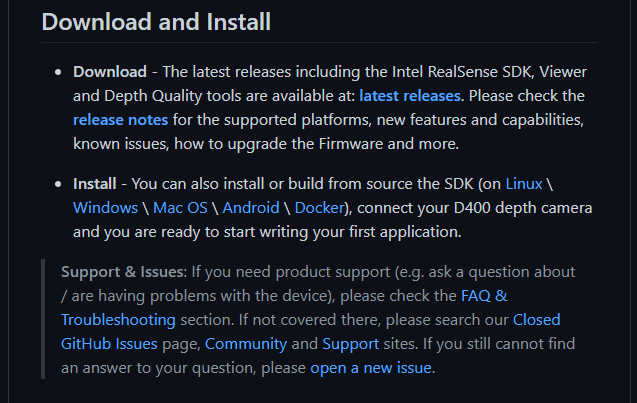 Download and Install
• Download - The latest releases including the Intel RealSense SDK, Viewer
and Depth Quality tools are available at: latest releases. Please check the
release notes for the supported platforms, new features and capabilities,
known issues, how to upgrade the Firmware and more.
• Install - You can also install or build from source the SDK (on Linux \
Windows \ Mac OS \ Android \ Docker), connect your D400 depth camera
and you are ready to start writing your first application.
Support & Issues: If you need product support (e.g. ask a question about
/ are having problems with the device), please check the FAQ &
Troubleshooting section. If not covered there, please search our Closed
GitHub Issues page, Community and Support sites. If you still cannot find
an answer to your question, please open a new issue.